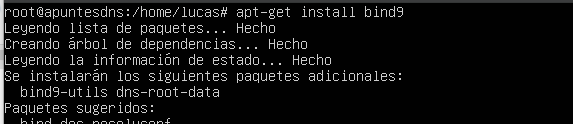 root@apuntesdns:/home/lucas# apt-get install bind9
Leyendo lista de paquetes... Hecho
Creando árbol de dependencias... Hecho
Leyendo la información de estado... Hecho
Se instalarán los siguientes paquetes adicionales:
  bind9-utils dns-root-data
Paquetes sugeridos: